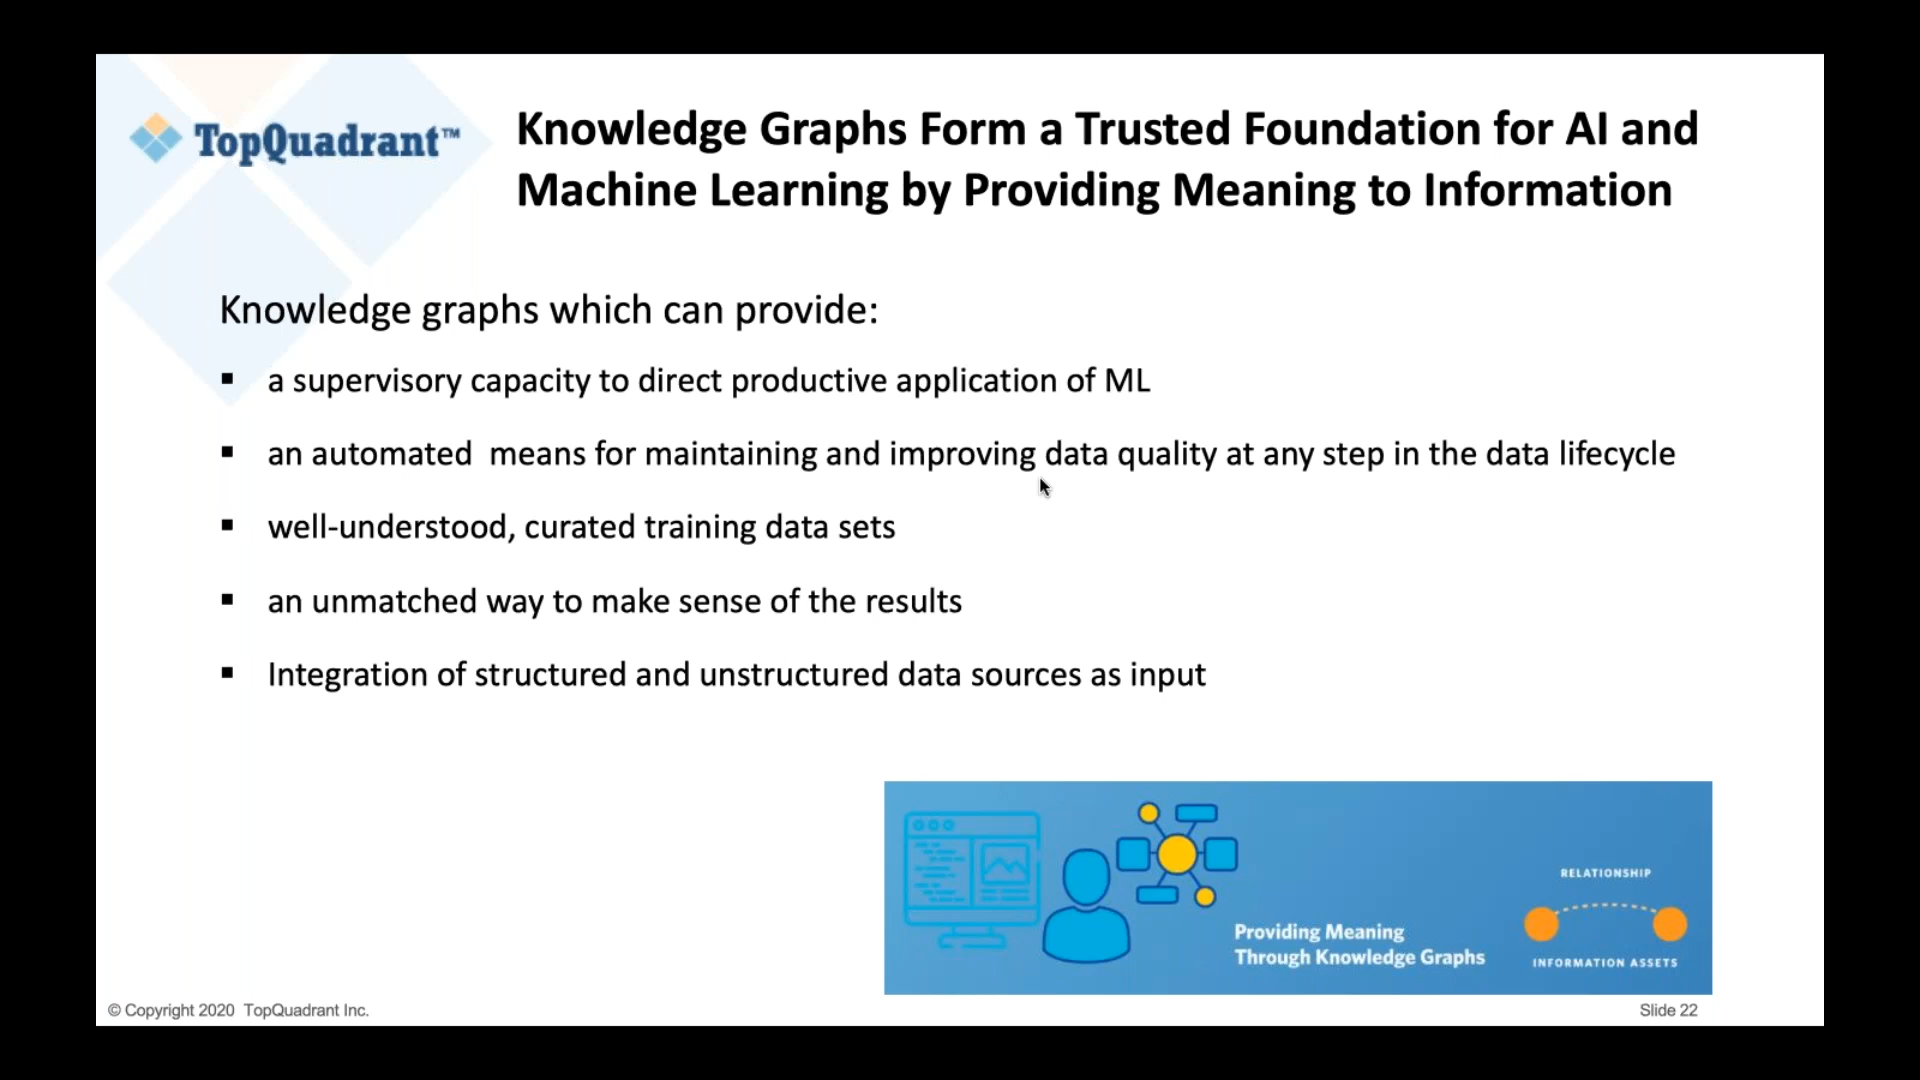 TopQuadrant™
Knowledge Graphs Form a Trusted Foundation for AI and
Machine Learning by Providing Meaning to Information
Knowledge graphs which can provide:
▪ a supervisory capacity to direct productive application of ML
▪ an automated  means for maintaining and improving data quality at any step in the data lifecycle
▪ well-understood, curated training data sets
▪ an unmatched way to make sense of the results
▪ Integration of structured and unstructured data sources as input
RELATIONSHIP
Providing Meaning
Through Knowledge Graphs
INFORMATION ASSETS
© Copyright 2020  TopQuadrant Inc.
Slide 22